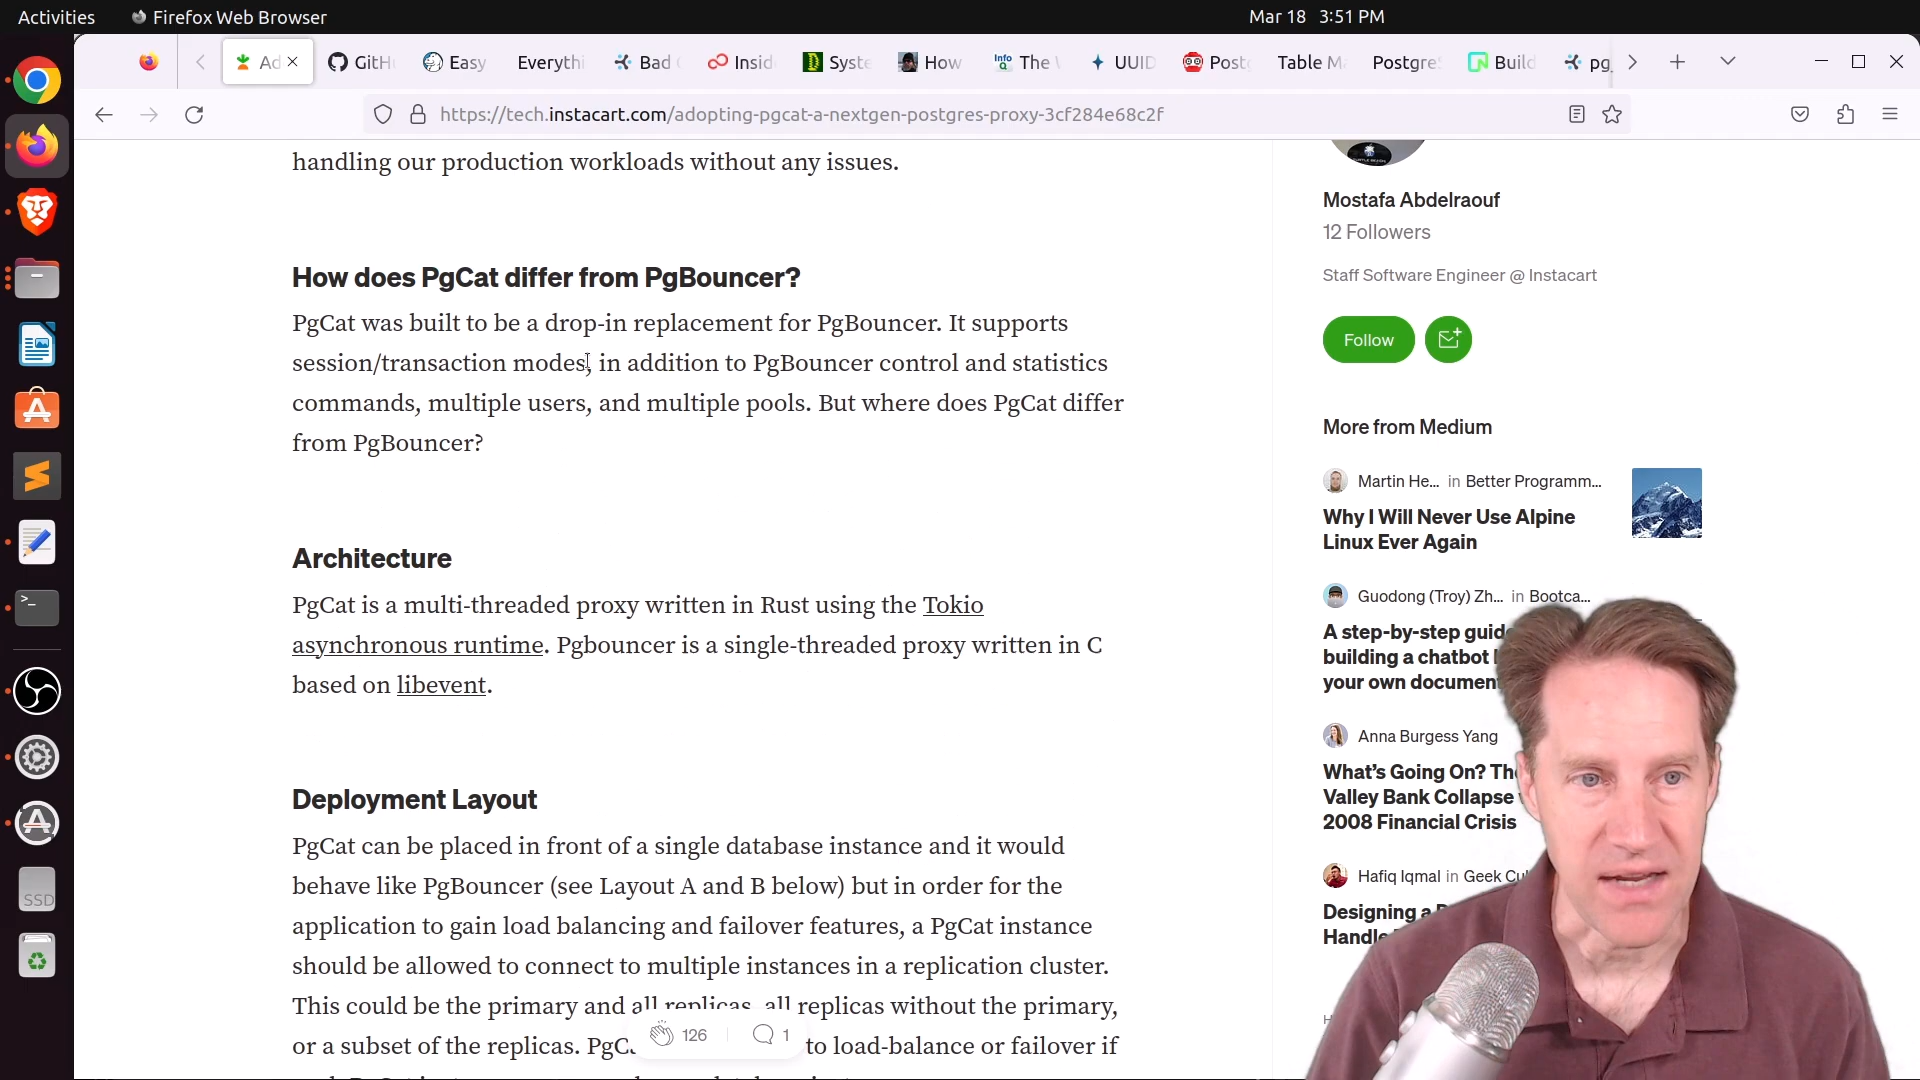 Activities
Firefox Web Browser
Mar 18 3:51 PM
Ad
GitH
Easy
Everythi
Bad
Insid
Syste
How
The
UUID
Post
Table M
Postgre
Build
pg_
https://tech.instacart.com/adopting-pgcat-a-nextgen-postgres-proxy-3cf284e68c2f
handling our production workloads without any issues.
How does PgCat differ from PgBouncer?
PgCat was built to be a drop-in replacement for PgBouncer. It supports
session/transaction modes, in addition to PgBouncer control and statistics
commands, multiple users, and multiple pools. But where does PgCat differ
from PgBouncer?
Architecture
PgCat is a multi-threaded proxy written in Rust using the Tokio
asynchronous runtime. Pgbouncer is a single-threaded proxy written in C
based on libevent.
Deployment Layout
PgCat can be placed in front of a single database instance and it would
behave like PgBouncer (see Layout A and B below) but in order for the
application to gain load balancing and failover features, a PgCat instance
should be allowed to connect to multiple instances in a replication cluster.
This could be the primary and all replicas, all replicas without the primary,
or a subset of the replicas. PgC to load-balance or failover if
126
1
Mostafa Abdelraouf
12 Followers
Staff Software Engineer @ Instacart
Follow
More from Medium
Martin He... in Better Programm...
Why I Will Never Use Alpine
Linux Ever Again
Guodong (Troy) Zh... in Bootca...
A step-by-step guid
building a chatbot
your own document
Anna Burgess Yang
What's Going On? Th
Valley Bank Collapse
2008 Financial Crisis
Hafiq Iqmal in Geek Cul
Designing a
Handle
SSD